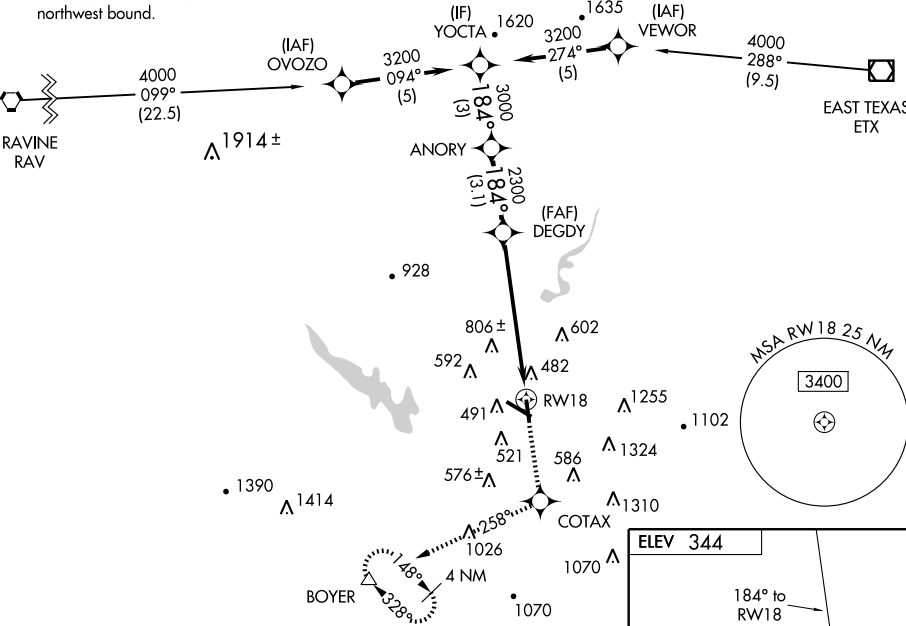 northwest bound.
(IF)
YOCTA
1620
1635
(IAF)
VEWOR
(IAF)
OVOZO
3200
094°
(5)
3200
274°
(5)
4000
288°
(9.5)
4000
099°
(22.5)
RAVINE
RAV
EAST TEXAS
ETX
1914 ±
3000
184°
(3)
ANORY
2300
184°
(3.1)
(FAF)
DEGDY
928
806 ±
602
592
482
MSA RW18 25 NM
3400
491
RW18
1255
1102
521
1324
586
576 ±
1390
1414
1310
COTAX
258°
1026
ELEV 344
1070
148°
4 NM
BOYER
328°
1070
184° to
RW18